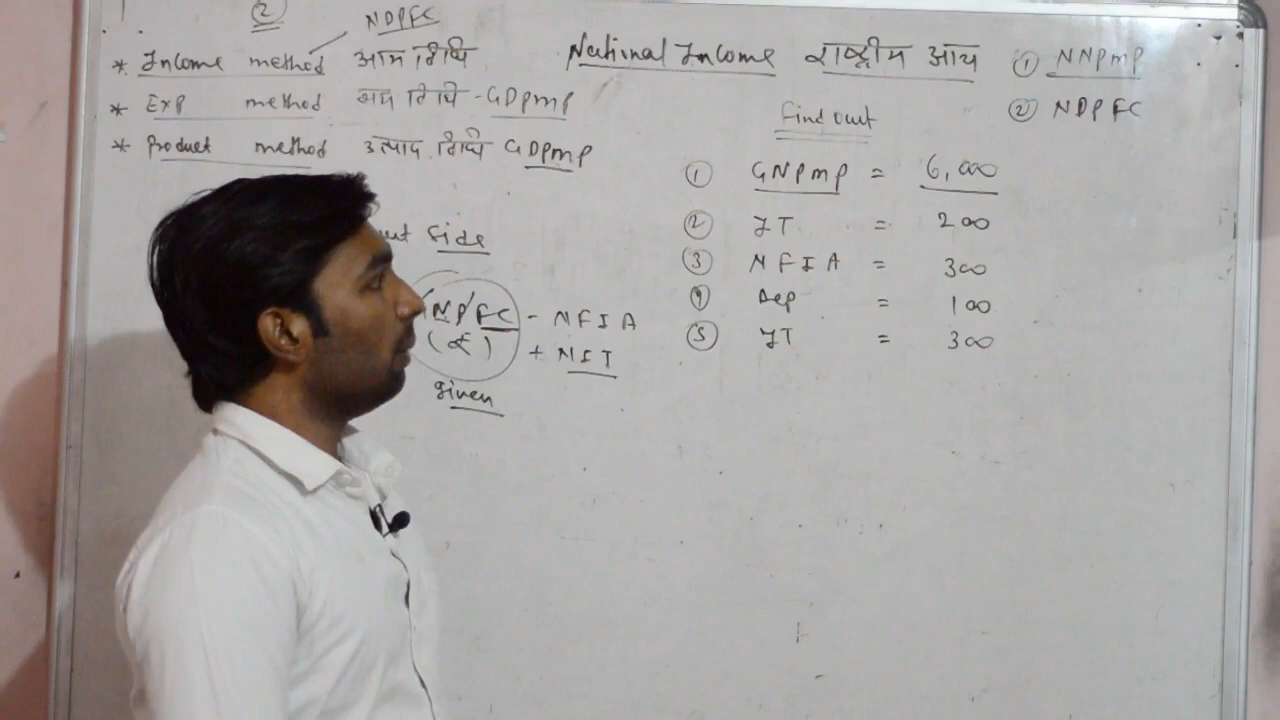 2
NDPFC
* Income method आय विधि
* Exp method व्यय विधि - GDPmp
* Product method उत्पाद विधि GDPmp
Side
NP/FC - NFIA
+ NIT
given
National Income राष्ट्रीय आय
① NNPmp
② NDPFC
Find out
① GNPmp = 6,000
② IT = 200
③ NFIA = 300
④ Dep = 100
⑤ IT = 300